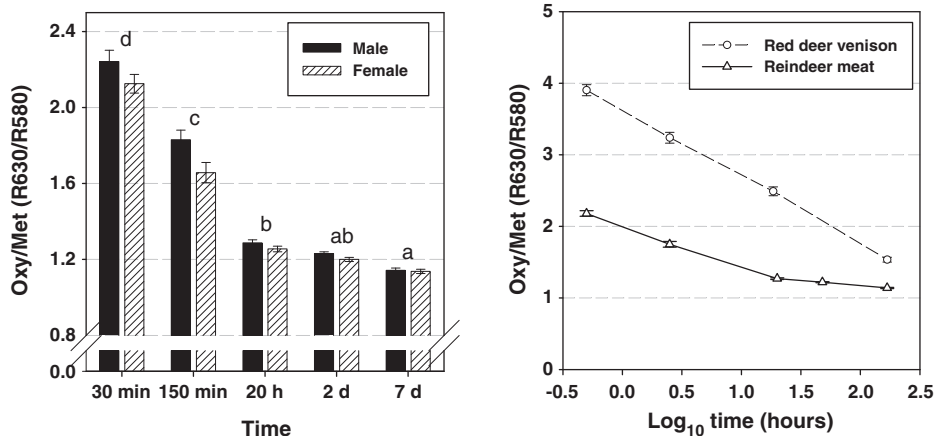 Oxy/Met (R630/R580)
2.4
2.0
1.6
1.2
0.8
0.0
d
c
b
ab
a
Male
Female
30 min 150 min 20 h 2 d 7 d
Time
Oxy/Met (R630/R580)
5
4
3
2
1
0
Red deer venison
Reindeer meat
-0.5 0.0 0.5 1.0 1.5 2.0 2.5
Log10 time (hours)